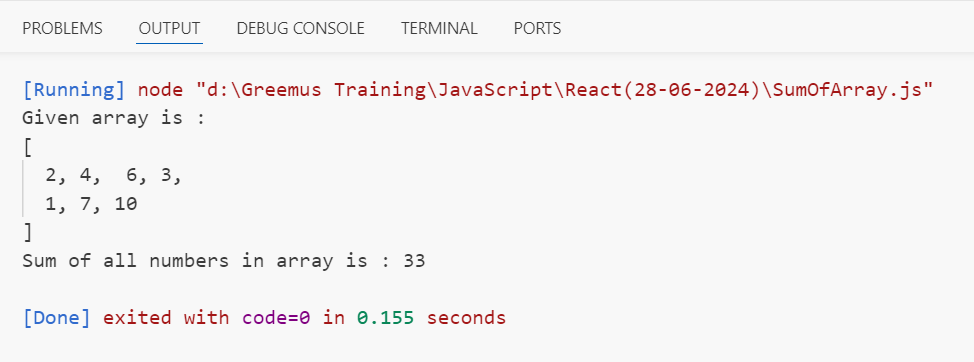 PROBLEMS OUTPUT DEBUG CONSOLE TERMINAL PORTS
[Running] node "d:\Greemus Training\JavaScript\React(28-06-2024)\SumOfArray.js"
Given array is :
[
  2, 4,  6, 3,
  1, 7, 10
]
Sum of all numbers in array is : 33
[Done] exited with code=0 in 0.155 seconds